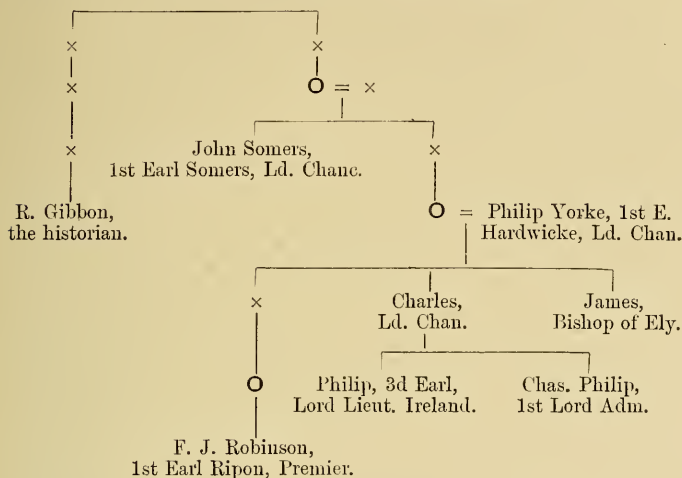 × ×
× O = ×
× John Somers, ×
1st Earl Somers, Ld. Chanc.
R. Gibbon, O = Philip Yorke, 1st E.
the historian. Hardwicke, Ld. Chan.
× Charles, James,
Ld. Chan. Bishop of Ely.
O Philip, 3d Earl, Chas. Philip,
Lord Lieut. Ireland. 1st Lord Adm.
F. J. Robinson,
1st Earl Ripon, Premier.